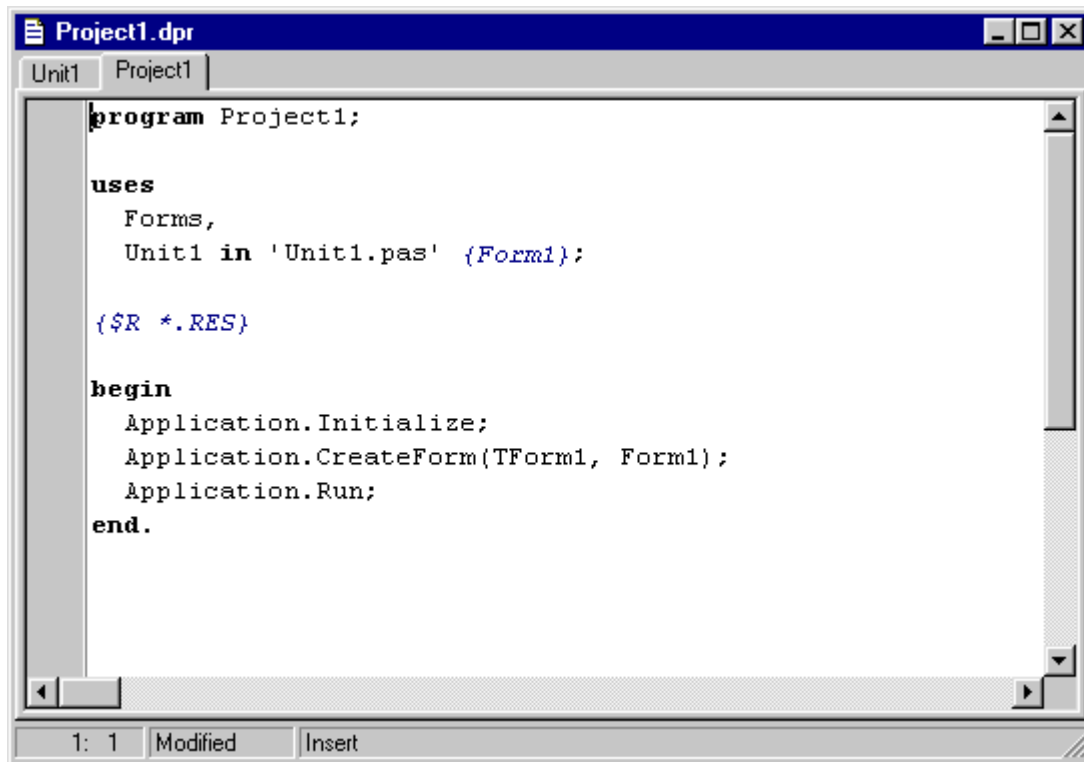 Project1.dpr
Unit1 Project1
program Project1;
uses
Forms,
Unit1 in 'Unit1.pas' {Form1};
{$R *.RES}
begin
Application.Initialize;
Application.CreateForm(TForm1, Form1);
Application.Run;
end.
1: 1 Modified Insert